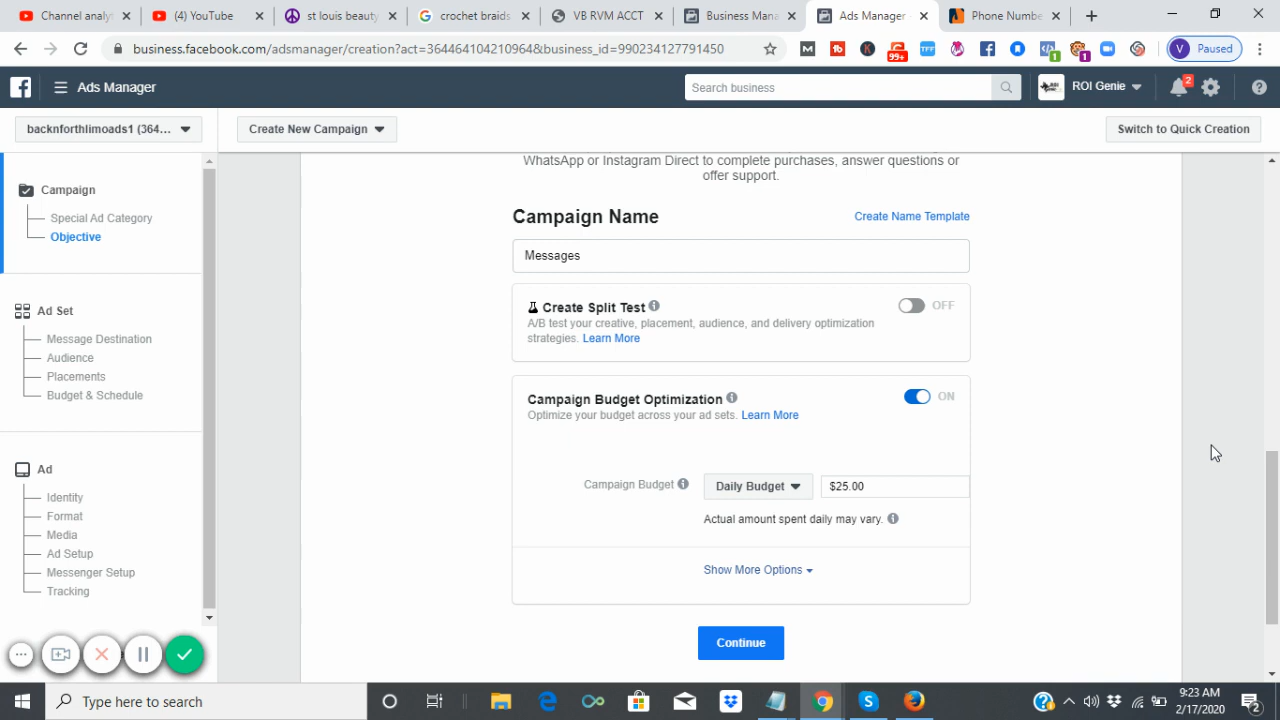 Channel analyt
(4) YouTube
st louis beauty
crochet braids
VB RVM ACCT
Business Mana
Ads Manager -
Phone Numbe
business.facebook.com/adsmanager/creation?act=364464104210964&business_id=990234127791450
99+
TFF
1
1
V Paused
Ads Manager
Search business
ROI Genie
2
backnforthlimoads1 (364...
Create New Campaign
Switch to Quick Creation
Campaign
Special Ad Category
Objective
Ad Set
Message Destination
Audience
Placements
Budget & Schedule
Ad
Identity
Format
Media
Ad Setup
Messenger Setup
Tracking
WhatsApp or Instagram Direct to complete purchases, answer questions or
offer support.
Campaign Name
Create Name Template
Messages
Create Split Test
OFF
A/B test your creative, placement, audience, and delivery optimization
strategies. Learn More
Campaign Budget Optimization
ON
Optimize your budget across your ad sets. Learn More
Campaign Budget
Daily Budget
$25.00
Actual amount spent daily may vary.
Show More Options
Continue
Type here to search
9:23 AM
2/17/2020
2